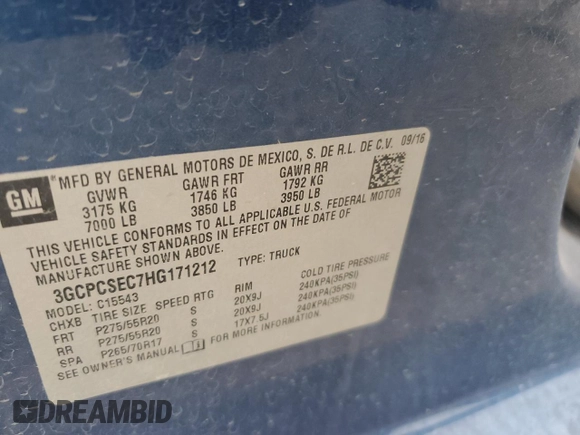 GM
*MFD BY GENERAL MOTORS DE MEXICO, S. DE R.L. DE C.V. 09/16
GVWR GAWR FRT GAWR RR
3175 KG 1746 KG 1792 KG
7000 LB 3850 LB 3950 LB
THIS VEHICLE CONFORMS TO ALL APPLICABLE U.S. FEDERAL MOTOR
VEHICLE SAFETY STANDARDS IN EFFECT ON THE DATE OF
MANUFACTURE SHOWN ABOVE.
3GCPCSEC7HG171212 TYPE: TRUCK
MODEL: C15543
CHXB TIRE SIZE SPEED RTG RIM COLD TIRE PRESSURE
FRT P275/55R20 S 20X9J 240KPA(35PSI)
RR P275/55R20 S 20X9J 240KPA(35PSI)
SPA P265/70R17 S 17X7.5J 240KPA(35PSI)
SEE OWNER'S MANUAL FOR MORE INFORMATION.
DREAMBID